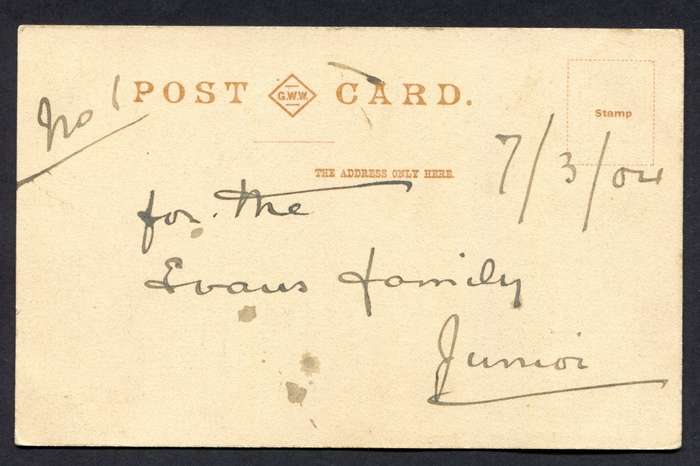 No 1
POST G.W.W. CARD.
Stamp
THE ADDRESS ONLY HERE.
7/3/04
for the
Evans family
Junior